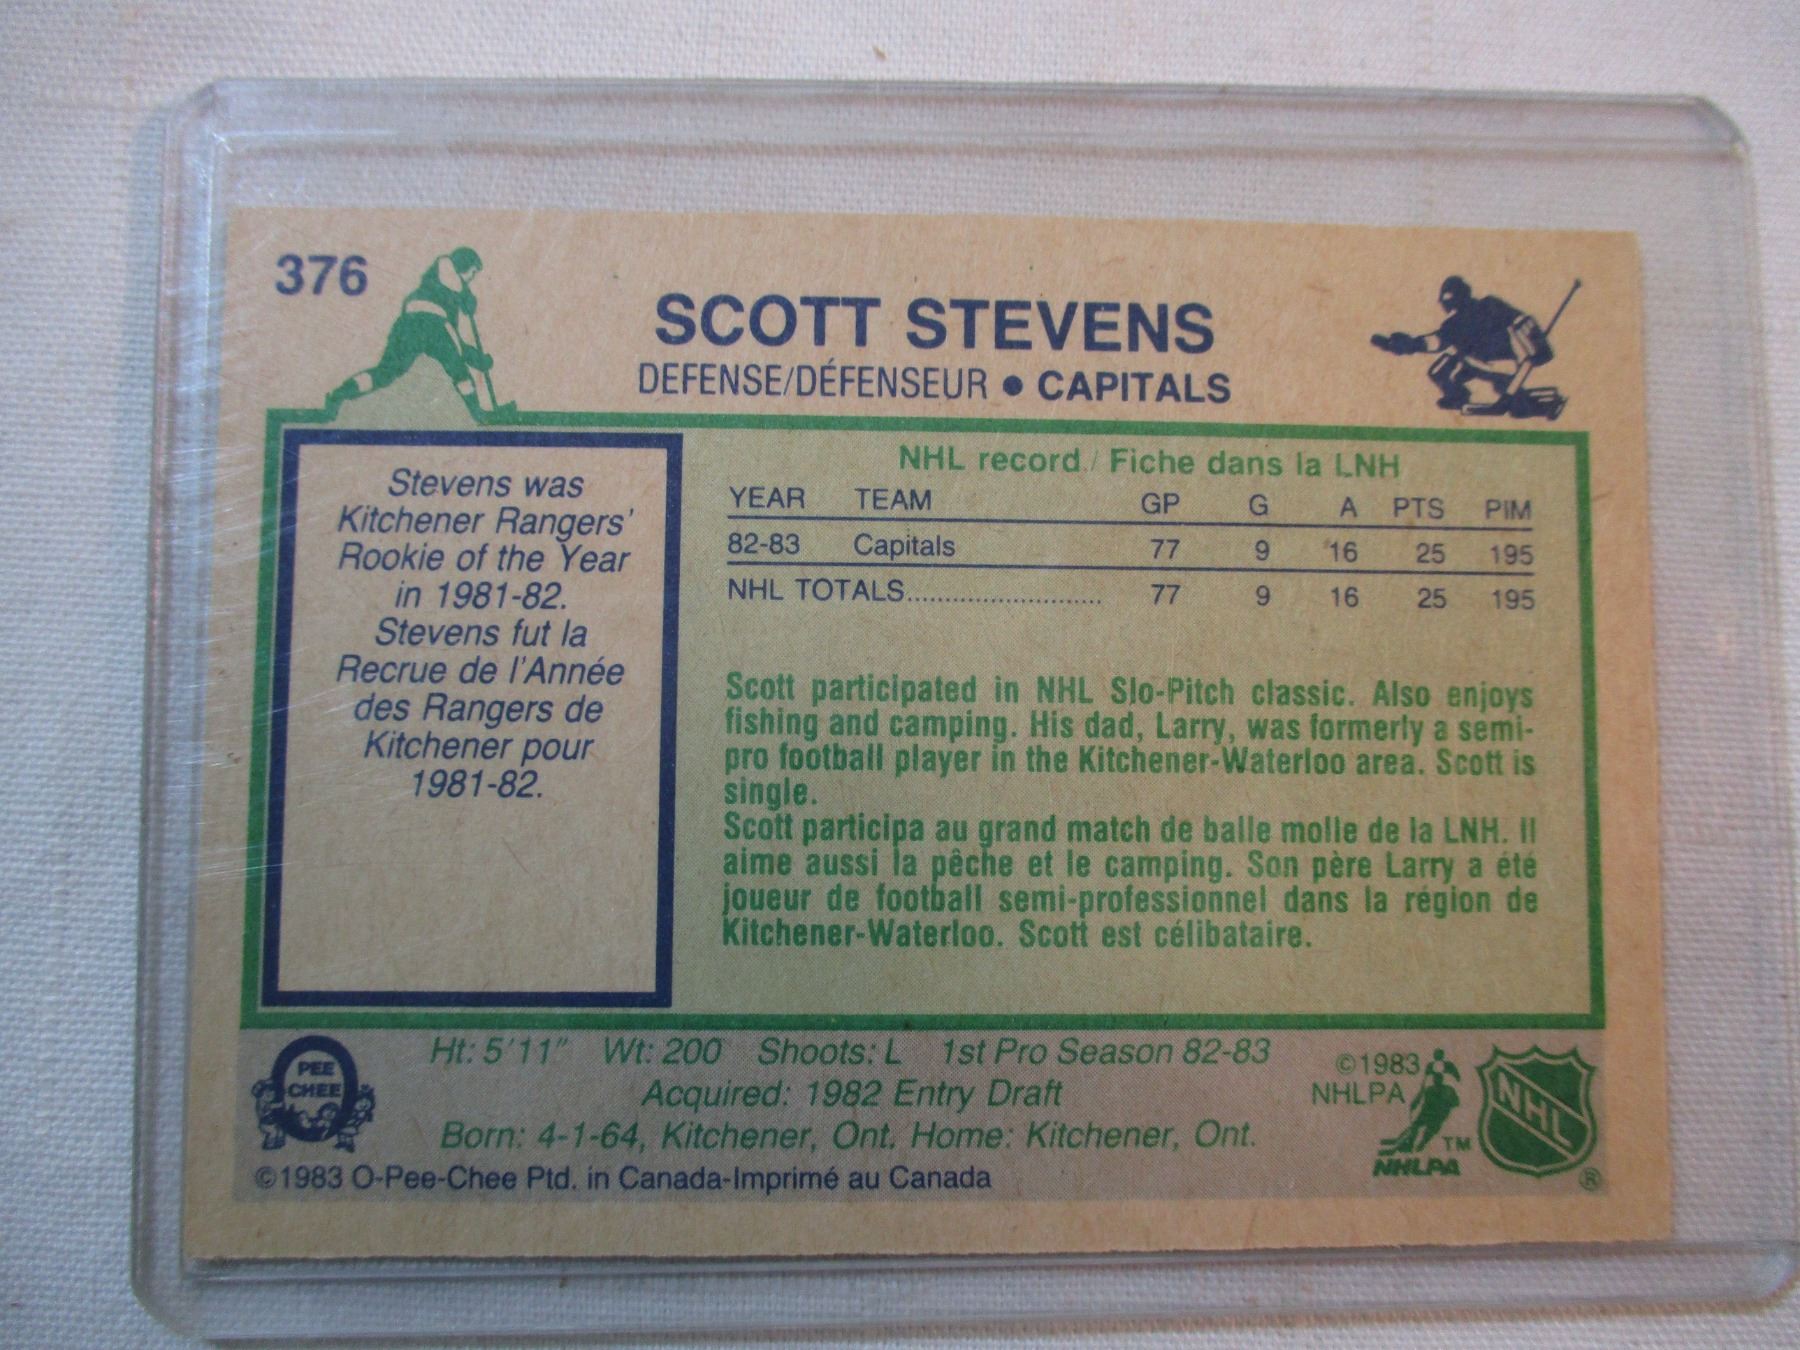 376
SCOTT STEVENS
DEFENSE/DÉFENSEUR • CAPITALS
Stevens was
Kitchener Rangers'
Rookie of the Year
in 1981-82.
Stevens fut la
Recrue de l'Année
des Rangers de
Kitchener pour
1981-82.
NHL record / Fiche dans la LNH
YEAR TEAM GP G A PTS PIM
82-83 Capitals 77 9 16 25 195
NHL TOTALS.......................... 77 9 16 25 195
Scott participated in NHL Slo-Pitch classic. Also enjoys
fishing and camping. His dad, Larry, was formerly a semi-
pro football player in the Kitchener-Waterloo area. Scott is
single.
Scott participa au grand match de balle molle de la LNH. Il
aime aussi la pêche et le camping. Son père Larry a été
joueur de football semi-professionnel dans la région de
Kitchener-Waterloo. Scott est célibataire.
PEE
CHEE
Ht: 5'11" Wt: 200 Shoots: L 1st Pro Season 82-83
Acquired: 1982 Entry Draft
Born: 4-1-64, Kitchener, Ont. Home: Kitchener, Ont.
©1983 O-Pee-Chee Ptd. in Canada-Imprimé au Canada
©1983
NHLPA
TM
NHLPA
NHL
®